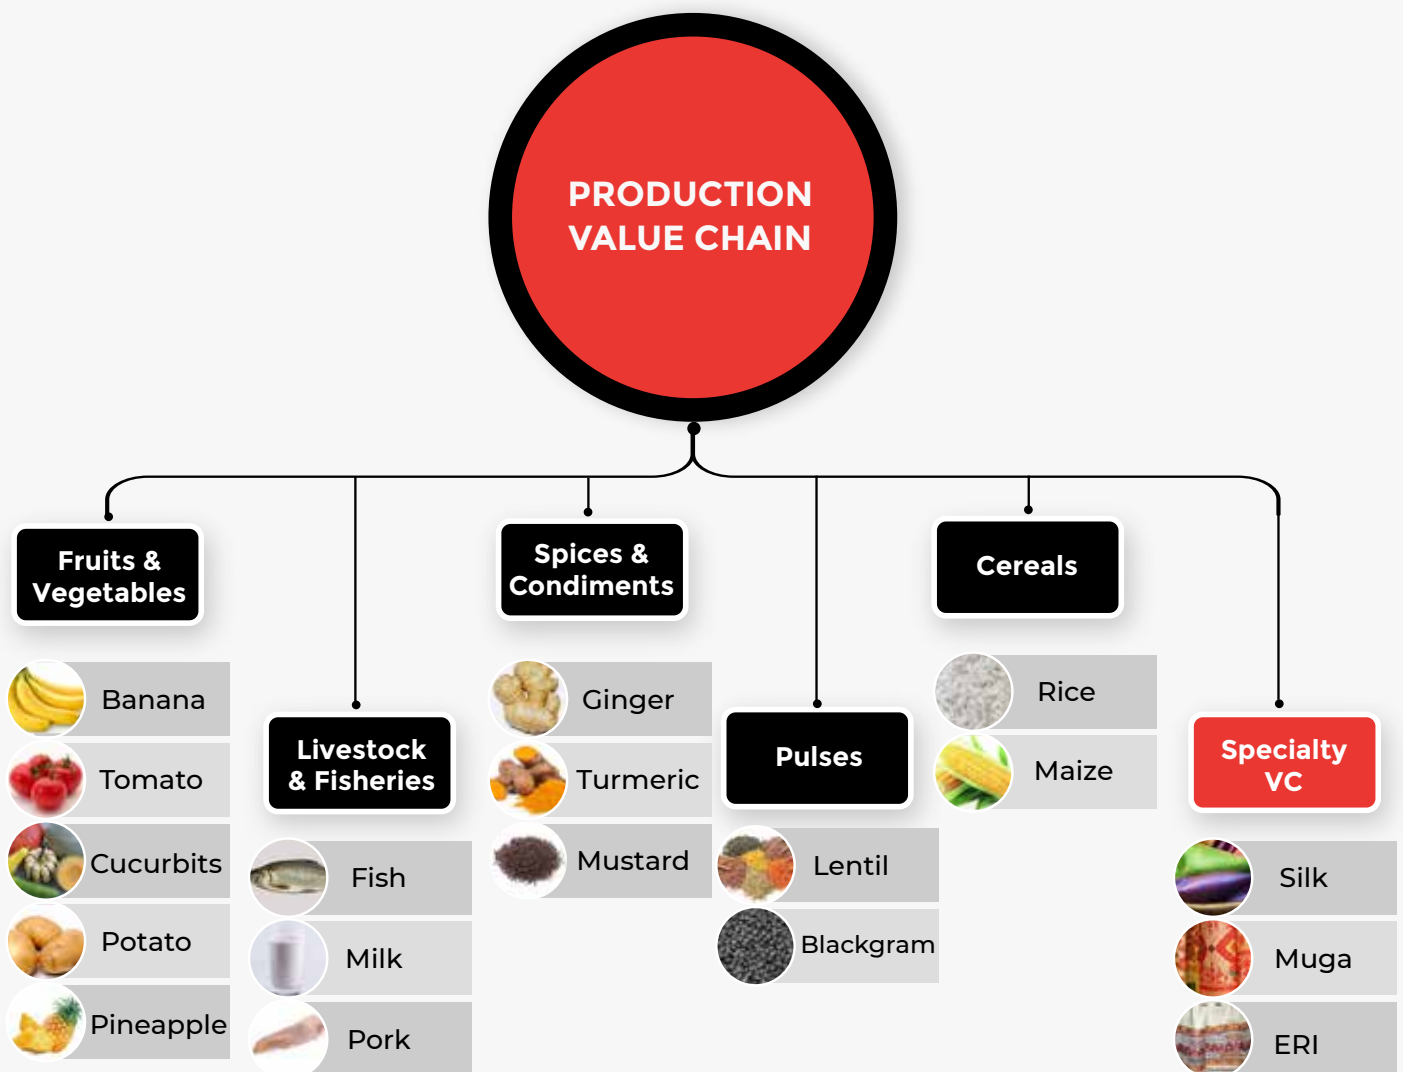 PRODUCTION
VALUE CHAIN
Fruits &
Vegetables
Banana
Tomato
Cucurbits
Potato
Pineapple
Livestock
& Fisheries
Fish
Milk
Pork
Spices &
Condiments
Ginger
Turmeric
Mustard
Pulses
Lentil
Blackgram
Cereals
Rice
Maize
Specialty
VC
Silk
Muga
ERI